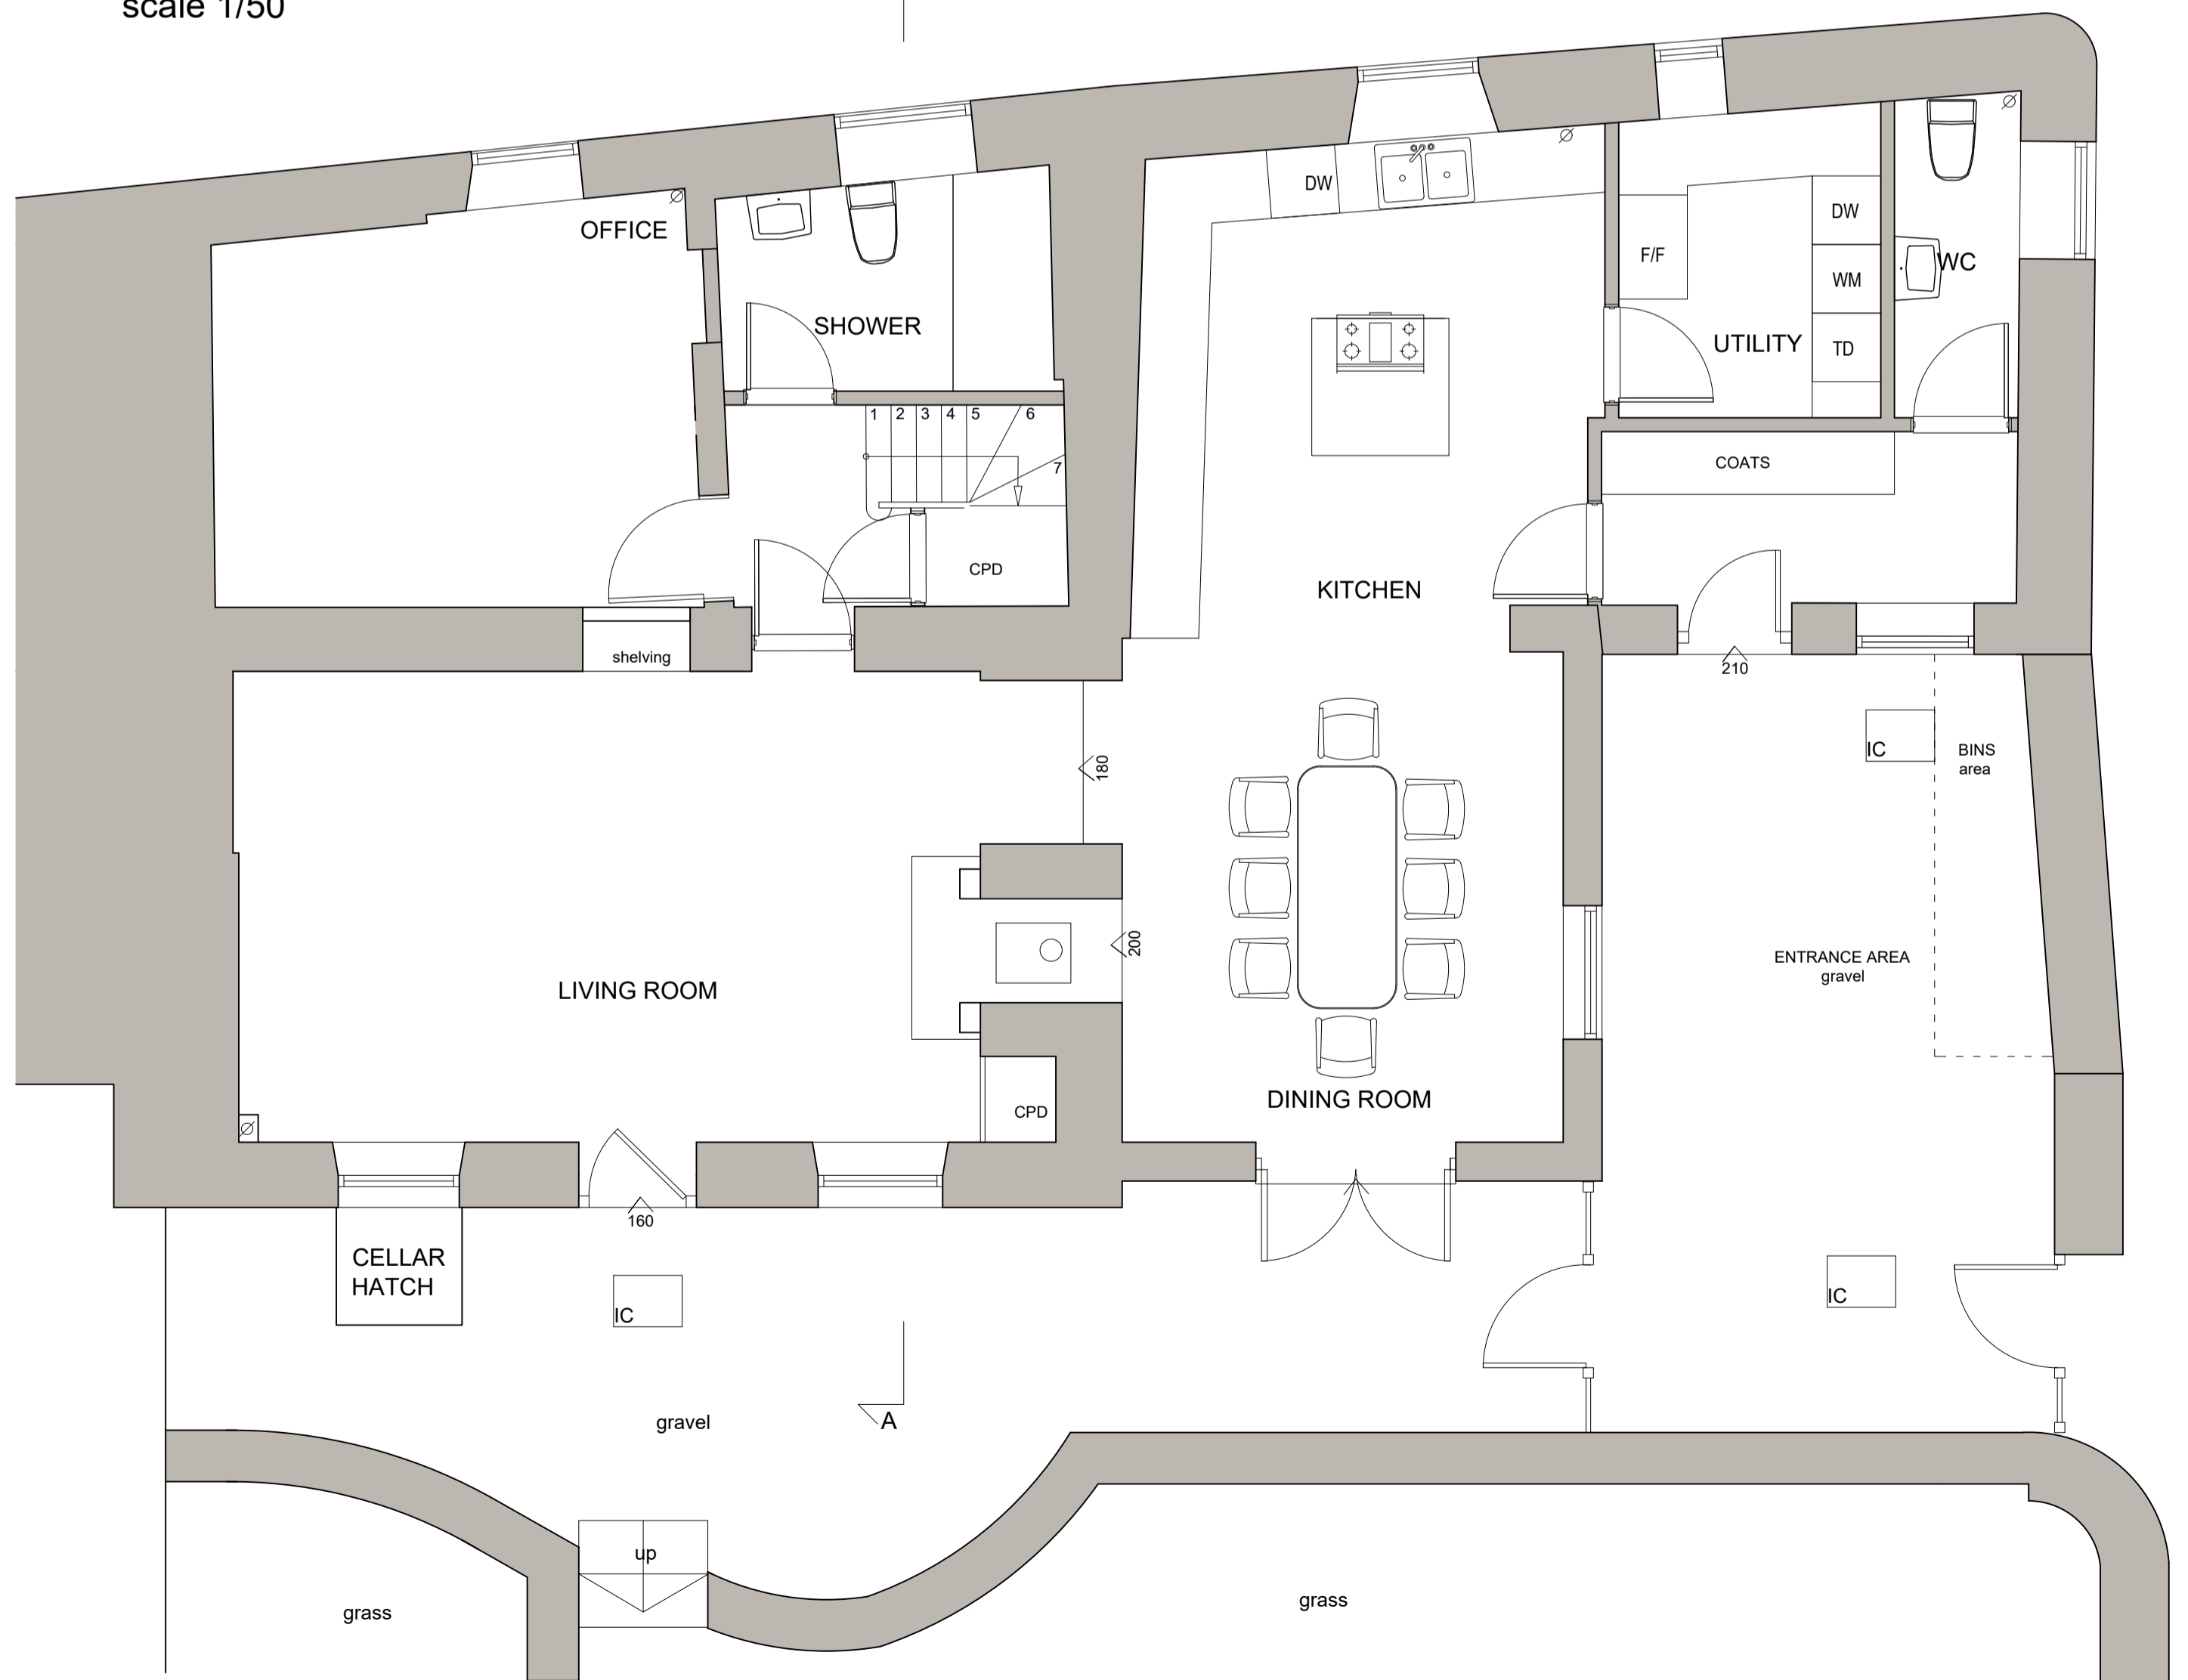 scale 1/50
OFFICE
SHOWER
DW
F/F
DW
WM
TD
WC
UTILITY
1 2 3 4 5 6
7
CPD
COATS
KITCHEN
shelving
210
IC
BINS
area
180
200
ENTRANCE AREA
gravel
LIVING ROOM
CPD
DINING ROOM
160
CELLAR
HATCH
IC
IC
A
gravel
up
grass
grass